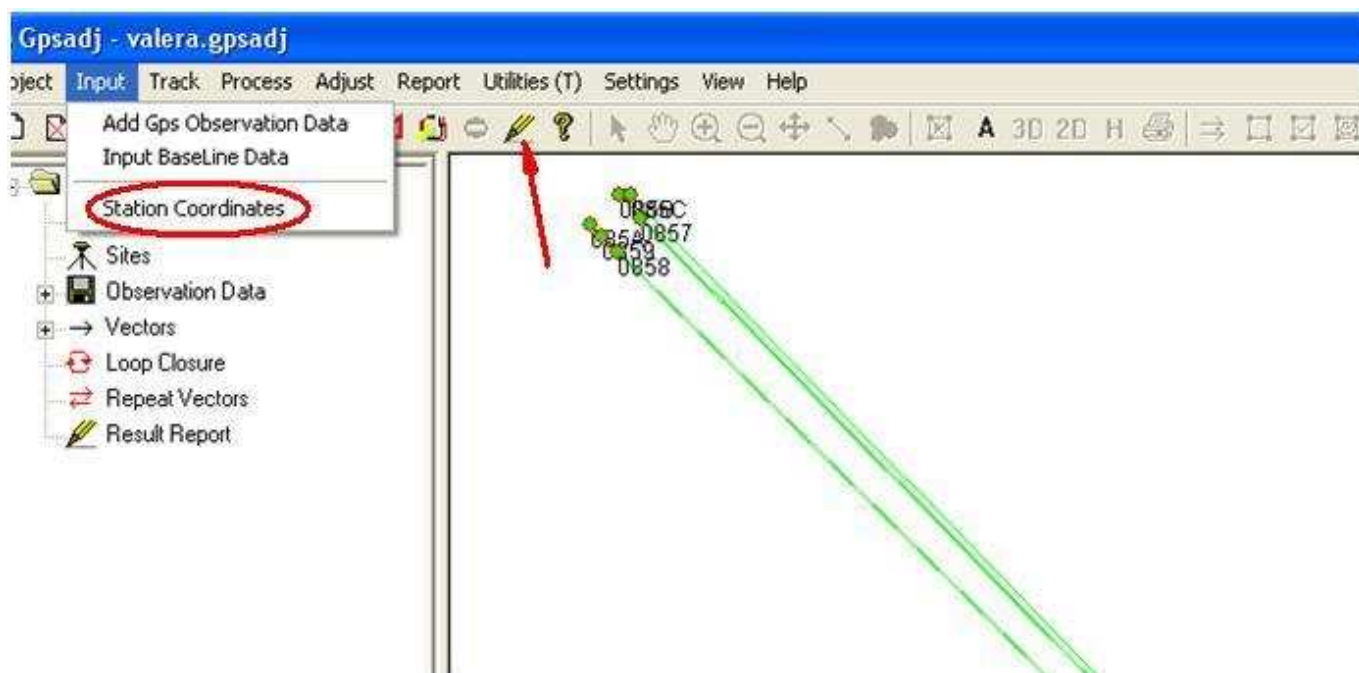 Gpsadj - valera.gpsadj
oject Input Track Process Adjust Report Utilities (T) Settings View Help
Add Gps Observation Data
Input BaseLine Data
Station Coordinates
A 3D 2D H
Sites
Observation Data
Vectors
Loop Closure
Repeat Vectors
Result Report
0857
0859
0858